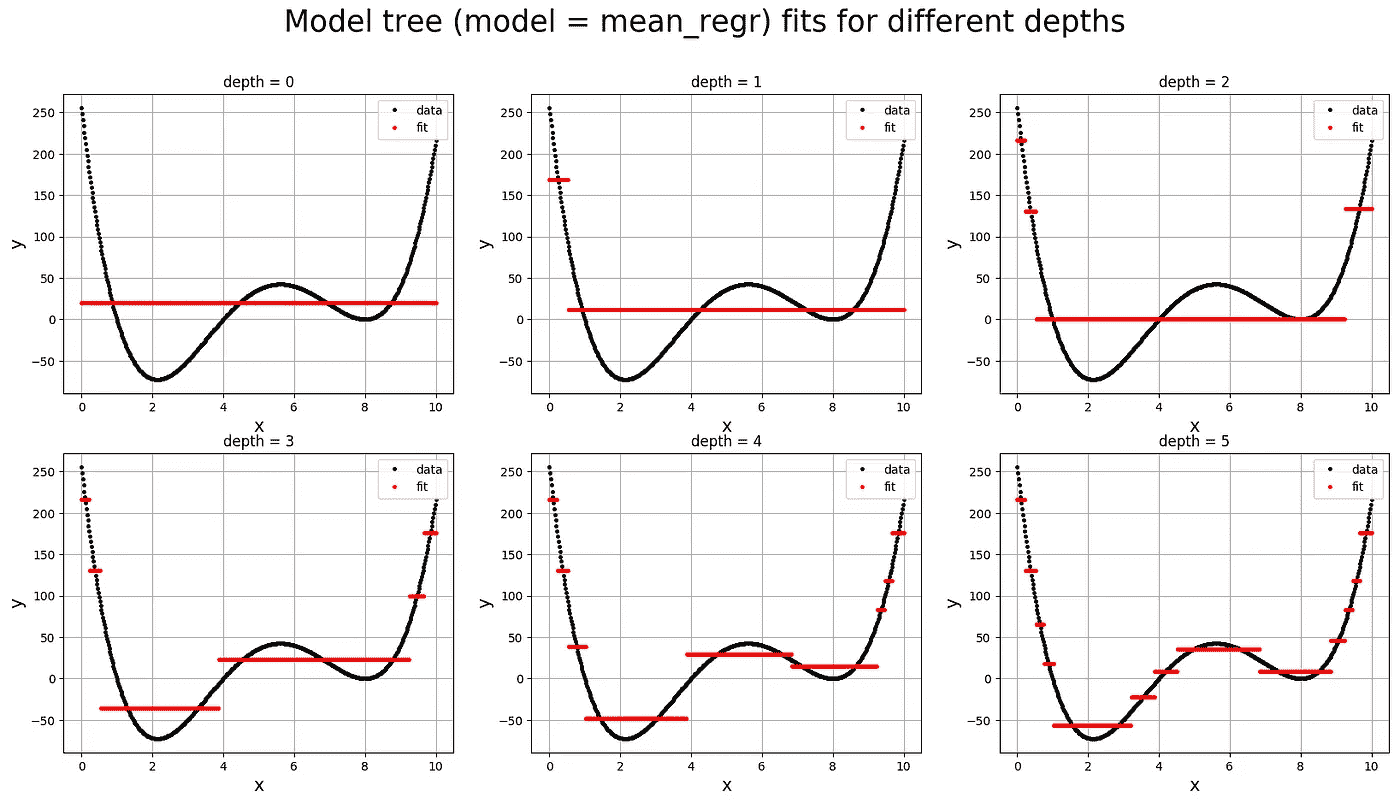 Model tree (model = mean_regr) fits for different depths
depth = 0
250
200
150
100
50
0
−50
y
data
fit
0 2 4 6 8 10
x
depth = 1
250
200
150
100
50
0
−50
y
data
fit
0 2 4 6 8 10
x
depth = 2
250
200
150
100
50
0
−50
y
data
fit
0 2 4 6 8 10
x
depth = 3
250
200
150
100
50
0
−50
y
data
fit
0 2 4 6 8 10
x
depth = 4
250
200
150
100
50
0
−50
y
data
fit
0 2 4 6 8 10
x
depth = 5
250
200
150
100
50
0
−50
y
data
fit
0 2 4 6 8 10
x